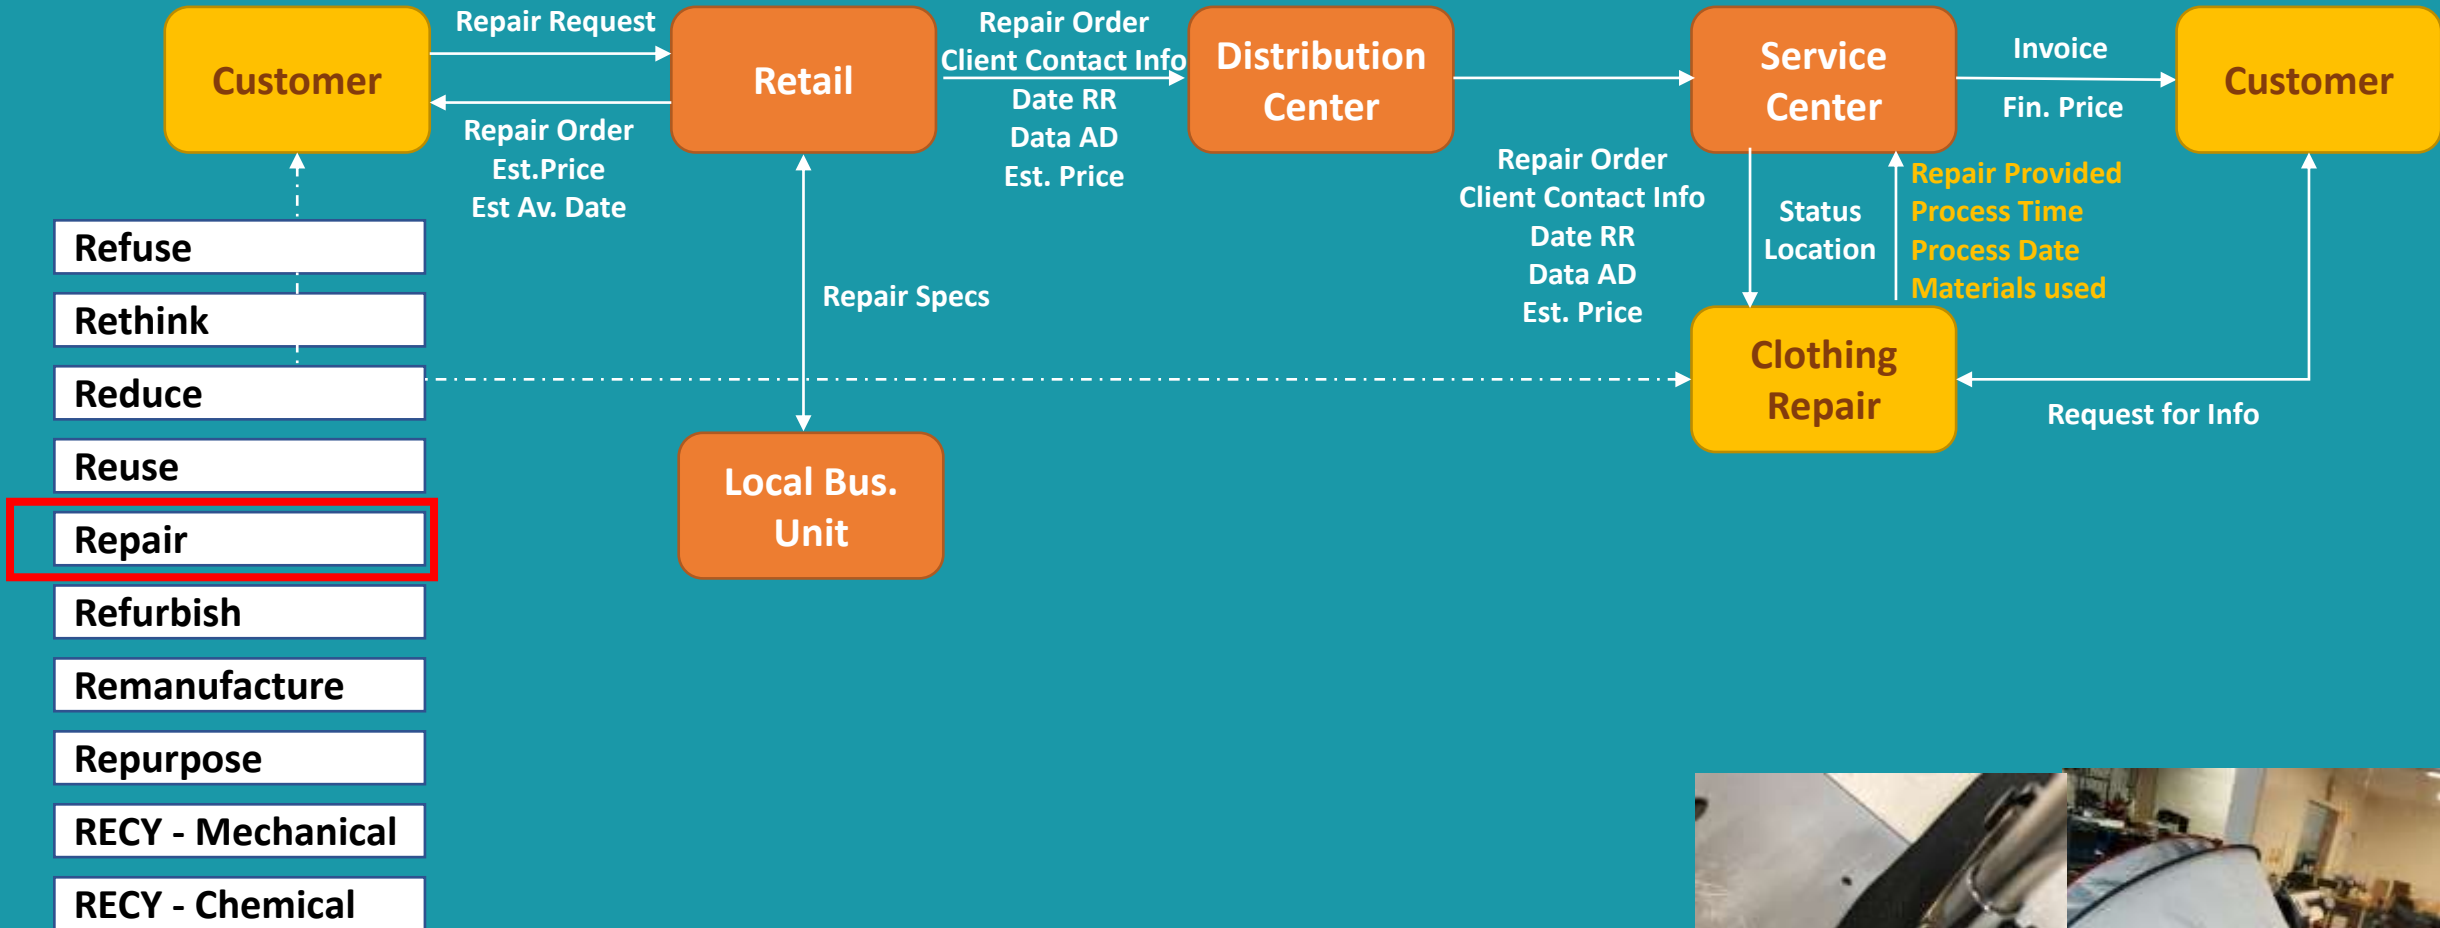 Customer
Repair Request
Repair Order
Est.Price
Est Av. Date
Retail
Repair Order
Client Contact Info
Date RR
Data AD
Est. Price
Distribution
Center
Service
Center
Invoice
Fin. Price
Customer
Repair Order
Client Contact Info
Date RR
Data AD
Est. Price
Status
Location
Repair Provided
Process Time
Process Date
Materials used
Repair Specs
Clothing
Repair
Request for Info
Local Bus.
Unit
Refuse
Rethink
Reduce
Reuse
Repair
Refurbish
Remanufacture
Repurpose
RECY - Mechanical
RECY - Chemical